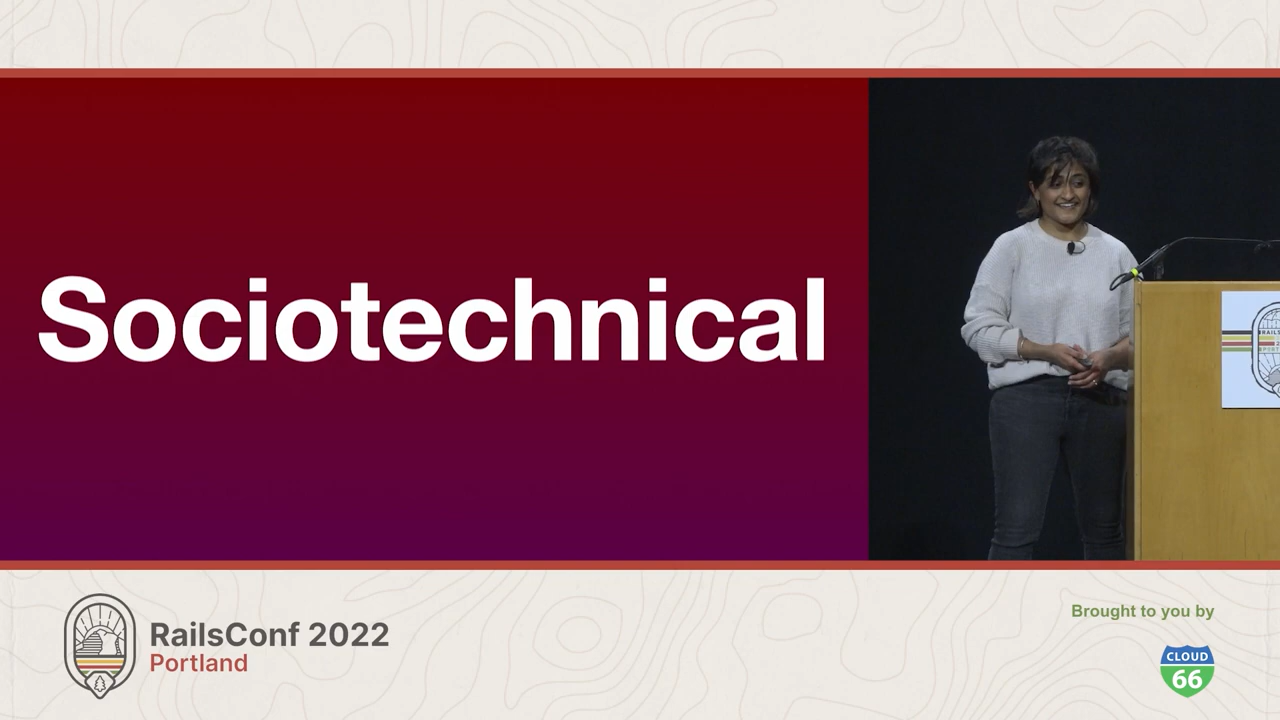 Sociotechnical
RailsConf 2022
Portland
Brought to you by
CLOUD
66